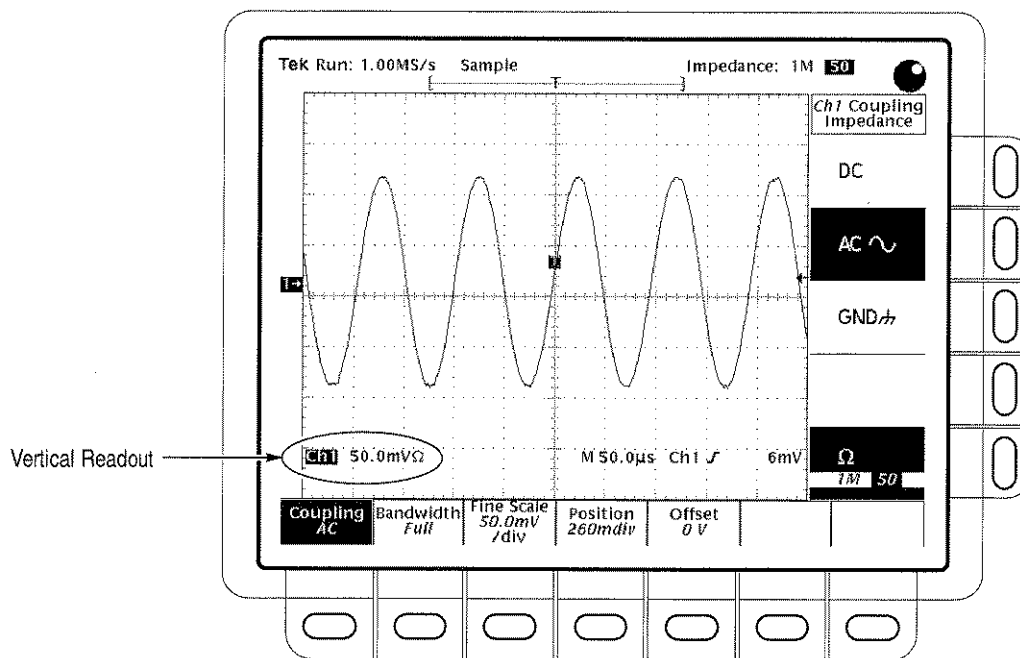 Tek Run: 1.00MS/s Sample Impedance: 1M 50
T
Ch1 Coupling
Impedance
DC
AC
T
1→
GND
Vertical Readout
Ch1 50.0mVΩ M 50.0µs Ch1 6mV
Ω
1M 50
Coupling
AC
Bandwidth
Full
Fine Scale
50.0mV
/div
Position
260mdiv
Offset
0 V